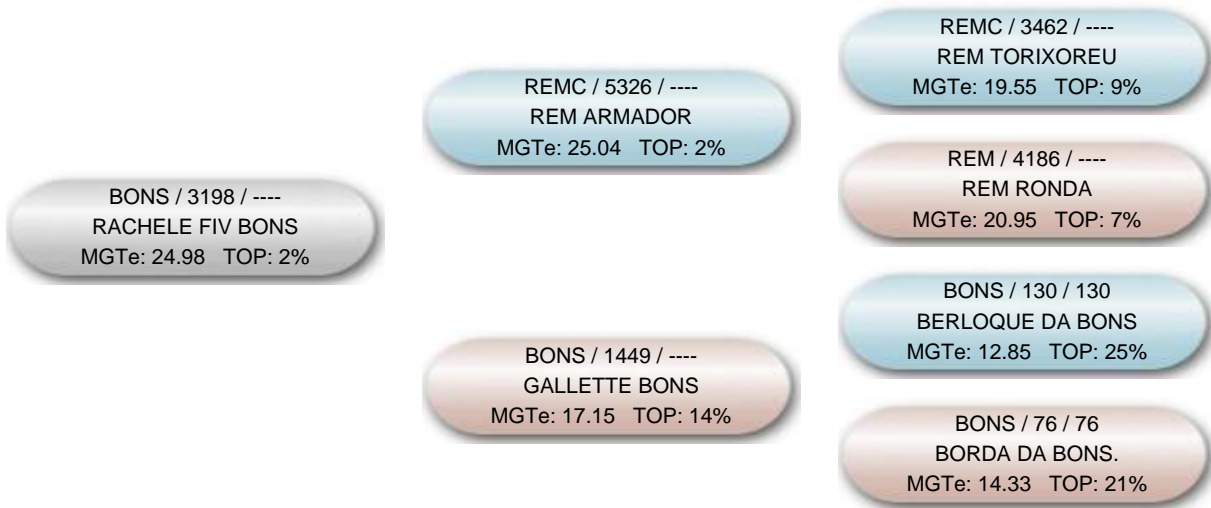 BONS / 3198 / ----
RACHELE FIV BONS
MGTe: 24.98 TOP: 2%
REMC / 5326 / ----
REM ARMADOR
MGTe: 25.04 TOP: 2%
BONS / 1449 / ----
GALLETTE BONS
MGTe: 17.15 TOP: 14%
REMC / 3462 / ----
REM TORIXOREU
MGTe: 19.55 TOP: 9%
REM / 4186 / ----
REM RONDA
MGTe: 20.95 TOP: 7%
BONS / 130 / 130
BERLOQUE DA BONS
MGTe: 12.85 TOP: 25%
BONS / 76 / 76
BORDA DA BONS.
MGTe: 14.33 TOP: 21%